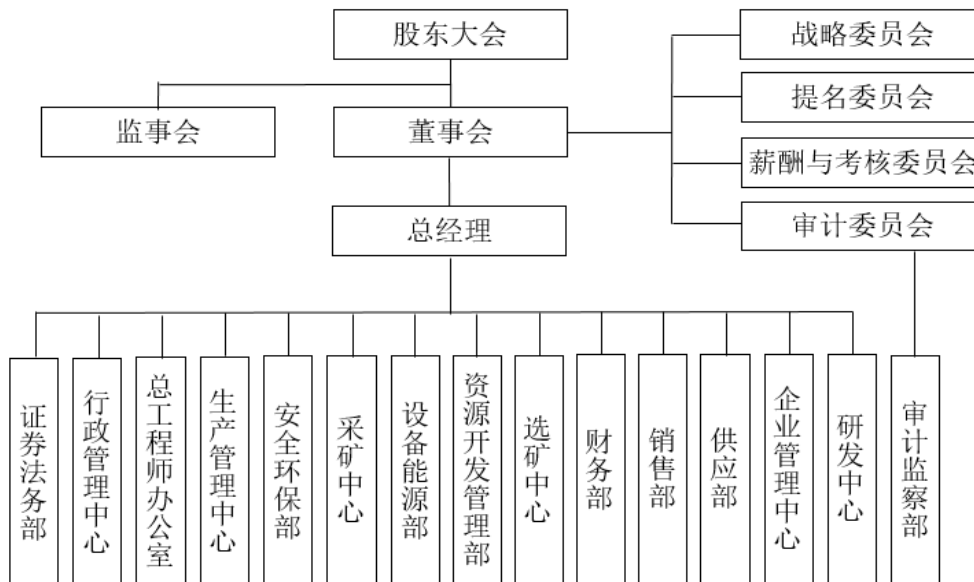 股东大会
战略委员会
提名委员会
监事会
董事会
薪酬与考核委员会
总经理
审计委员会
证券法务部
行政管理中心
总工程师办公室
生产管理中心
安全环保部
采矿中心
设备能源部
资源开发管理部
选矿中心
财务部
销售部
供应部
企业管理中心
研发中心
审计监察部